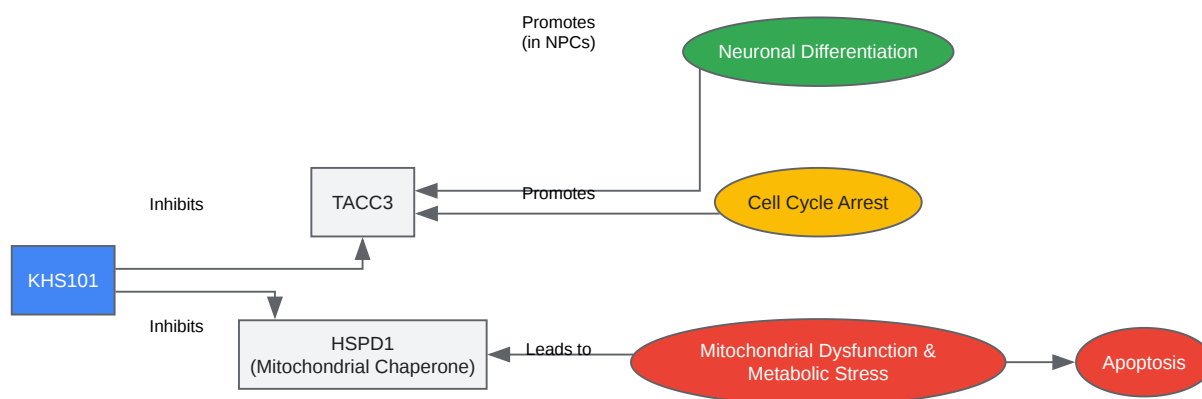 Promotes
(in NPCs)
Neuronal Differentiation
TACC3
Promotes
Cell Cycle Arrest
Inhibits
KHS101
Inhibits
HSPD1
(Mitochondrial Chaperone)
Leads to
Mitochondrial Dysfunction &
Metabolic Stress
Apoptosis